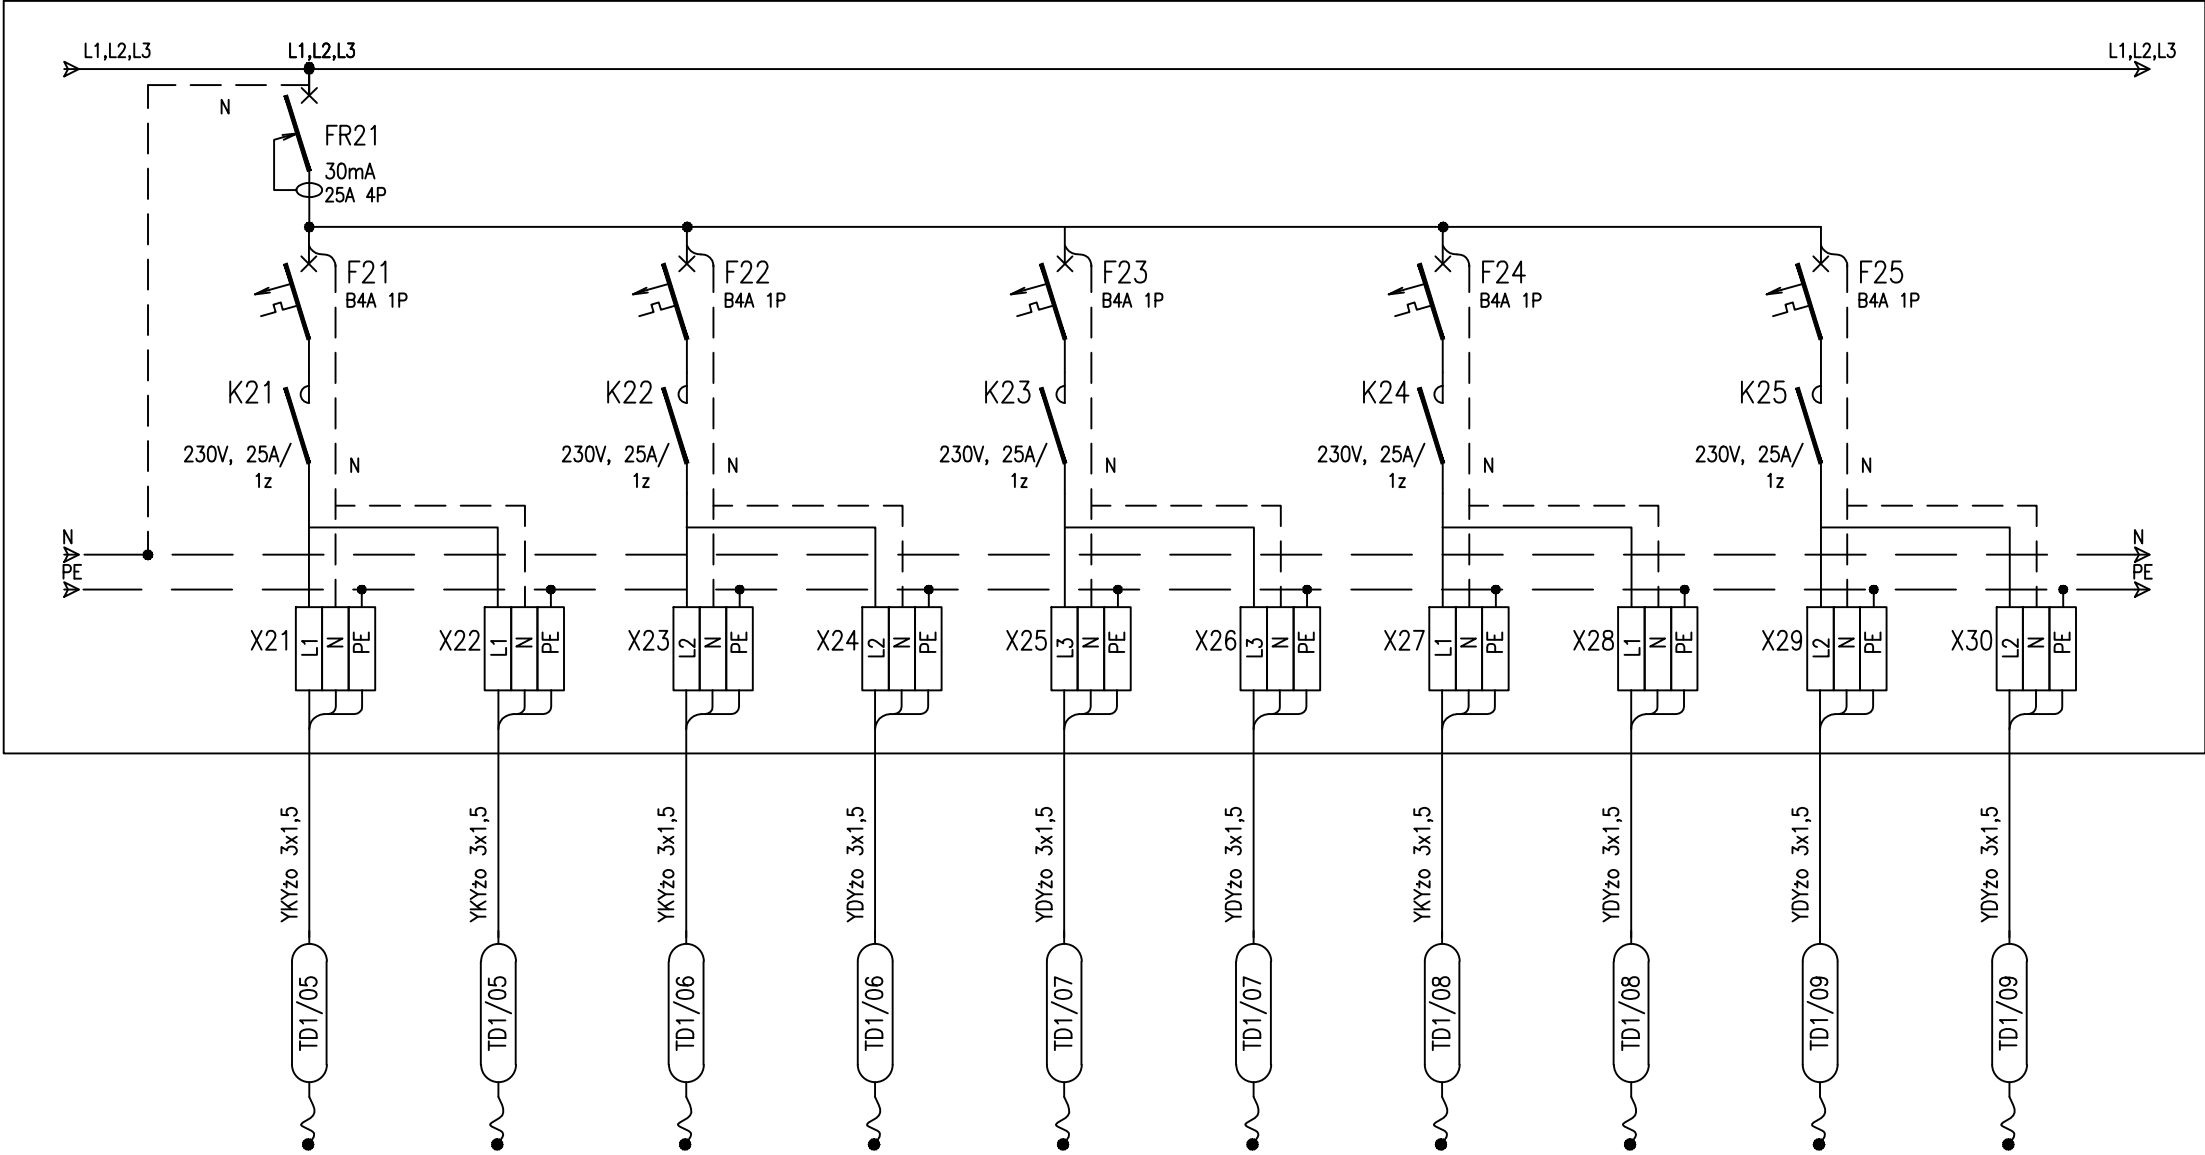 L1,L2,L3 L1,L2,L3 L1,L2,L3
N
FR21
30mA
25A 4P
F21 F22 F23 F24 F25
B4A 1P B4A 1P B4A 1P B4A 1P B4A 1P
K21 K22 K23 K24 K25
230V, 25A/ 230V, 25A/ 230V, 25A/ 230V, 25A/ 230V, 25A/
N N N N N
1z 1z 1z 1z 1z
N N
PE PE
X21 L1 N PE X22 L1 N PE X23 L2 N PE X24 L2 N PE X25 L3 N PE X26 L3 N PE X27 L1 N PE X28 L1 N PE X29 L2 N PE X30 L2 N PE
YKYżo 3x1,5 YKYżo 3x1,5 YKYżo 3x1,5 YDYżo 3x1,5 YDYżo 3x1,5 YDYżo 3x1,5 YKYżo 3x1,5 YDYżo 3x1,5 YDYżo 3x1,5 YDYżo 3x1,5
TD1/05 TD1/05 TD1/06 TD1/06 TD1/07 TD1/07 TD1/08 TD1/08 TD1/09 TD1/09